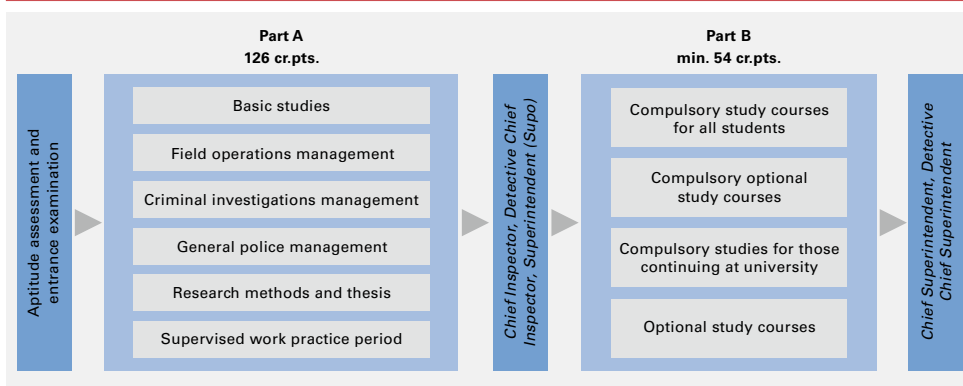 Aptitude assessment and
entrance examination
Part A
126 cr.pts.
Basic studies
Field operations management
Criminal investigations management
General police management
Research methods and thesis
Supervised work practice period
Chief Inspector, Detective Chief
Inspector, Superintendent (Supo)
Part B
min. 54 cr.pts.
Compulsory study courses
for all students
Compulsory optional
study courses
Compulsory studies for those
continuing at university
Optional study courses
Chief Superintendent, Detective
Chief Superintendent